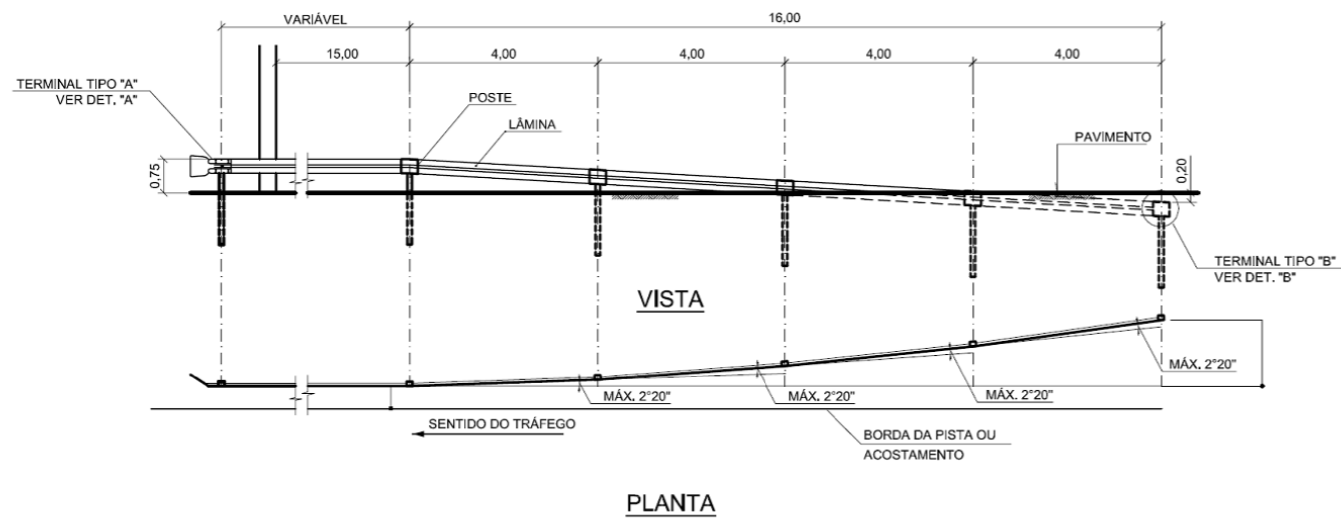 VARIÁVEL
16,00
15,00
4,00
4,00
4,00
4,00
TERMINAL TIPO "A"
VER DET. "A"
POSTE
LÂMINA
PAVIMENTO
0,75
0,20
TERMINAL TIPO "B"
VER DET. "B"
VISTA
MÁX. 2°20"
MÁX. 2°20"
MÁX. 2°20"
MÁX. 2°20"
SENTIDO DO TRÁFEGO
BORDA DA PISTA OU
ACOSTAMENTO
PLANTA